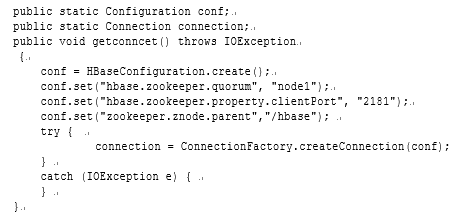 public static Configuration conf;
public static Connection connection;
public void getconncet() throws IOException
{
conf = HBaseConfiguration.create();
conf.set("hbase.zookeeper.quorum", "node1");
conf.set("hbase.zookeeper.property.clientPort", "2181");
conf.set("zookeeper.znode.parent","/hbase");
try {
connection = ConnectionFactory.createConnection(conf);
}
catch (IOException e) {
}
}